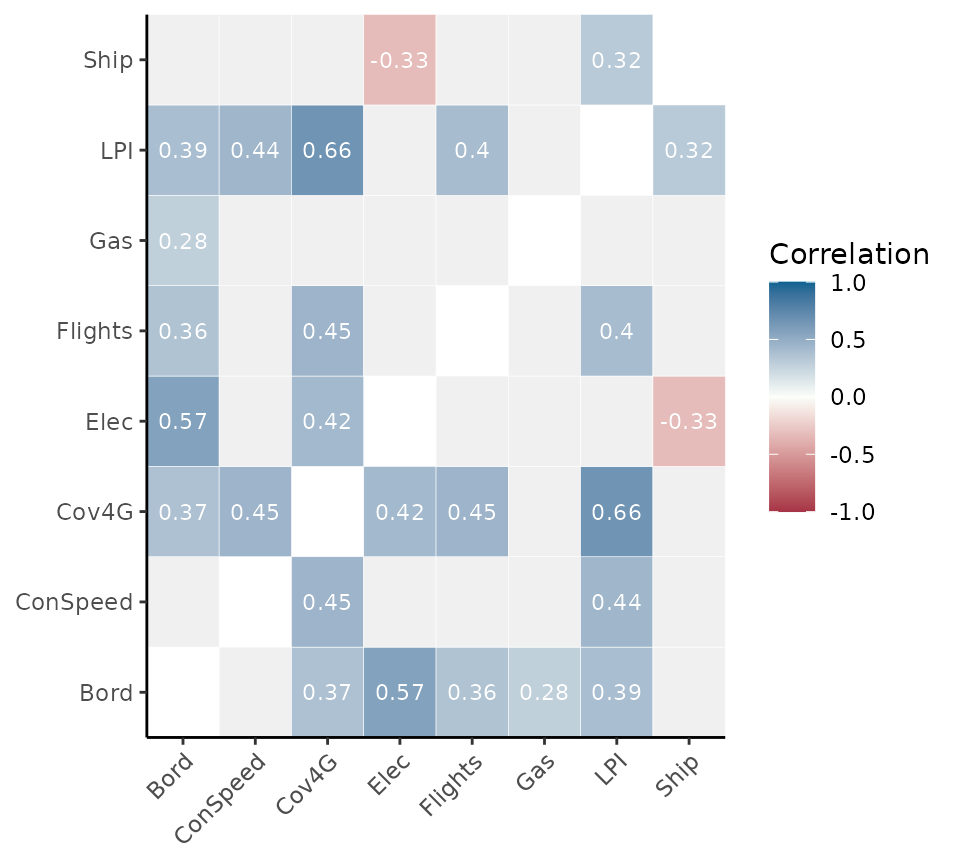 Ship -0.33 0.32
LPI 0.39 0.44 0.66 0.4 0.32
Gas 0.28
Correlation
1.0
0.5
0.0
-0.5
-1.0
Flights 0.36 0.45 0.4
Elec 0.57 0.42 -0.33
Cov4G 0.37 0.45 0.42 0.45 0.66
ConSpeed 0.45 0.44
Bord 0.37 0.57 0.36 0.28 0.39
Bord ConSpeed Cov4G Elec Flights Gas LPI Ship